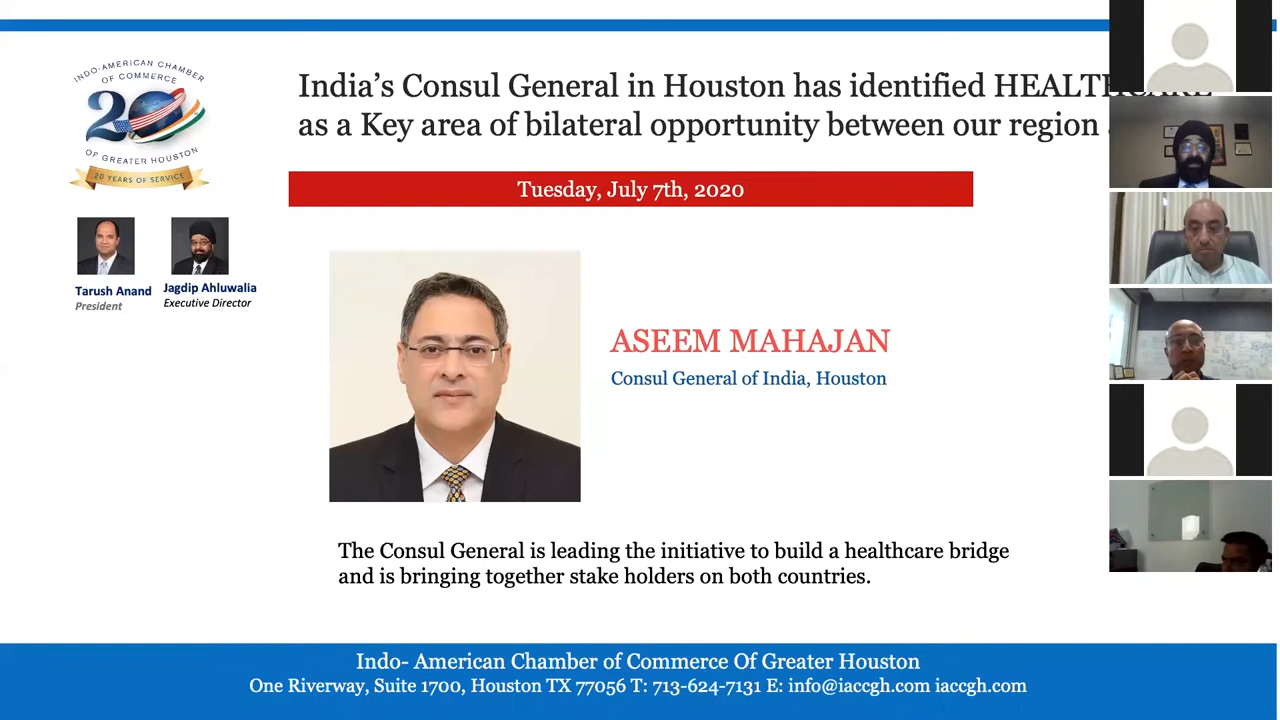 INDO-AMERICAN CHAMBER
OF COMMERCE
20
OF GREATER HOUSTON
20 YEARS OF SERVICE
Tarush Anand
President
Jagdip Ahluwalia
Executive Director
India’s Consul General in Houston has identified HEALTHCARE
as a Key area of bilateral opportunity between our region
Tuesday, July 7th, 2020
ASEEM MAHAJAN
Consul General of India, Houston
The Consul General is leading the initiative to build a healthcare bridge
and is bringing together stake holders on both countries.
Indo- American Chamber of Commerce Of Greater Houston
One Riverway, Suite 1700, Houston TX 77056 T: 713-624-7131 E: info@iaccgh.com iaccgh.com